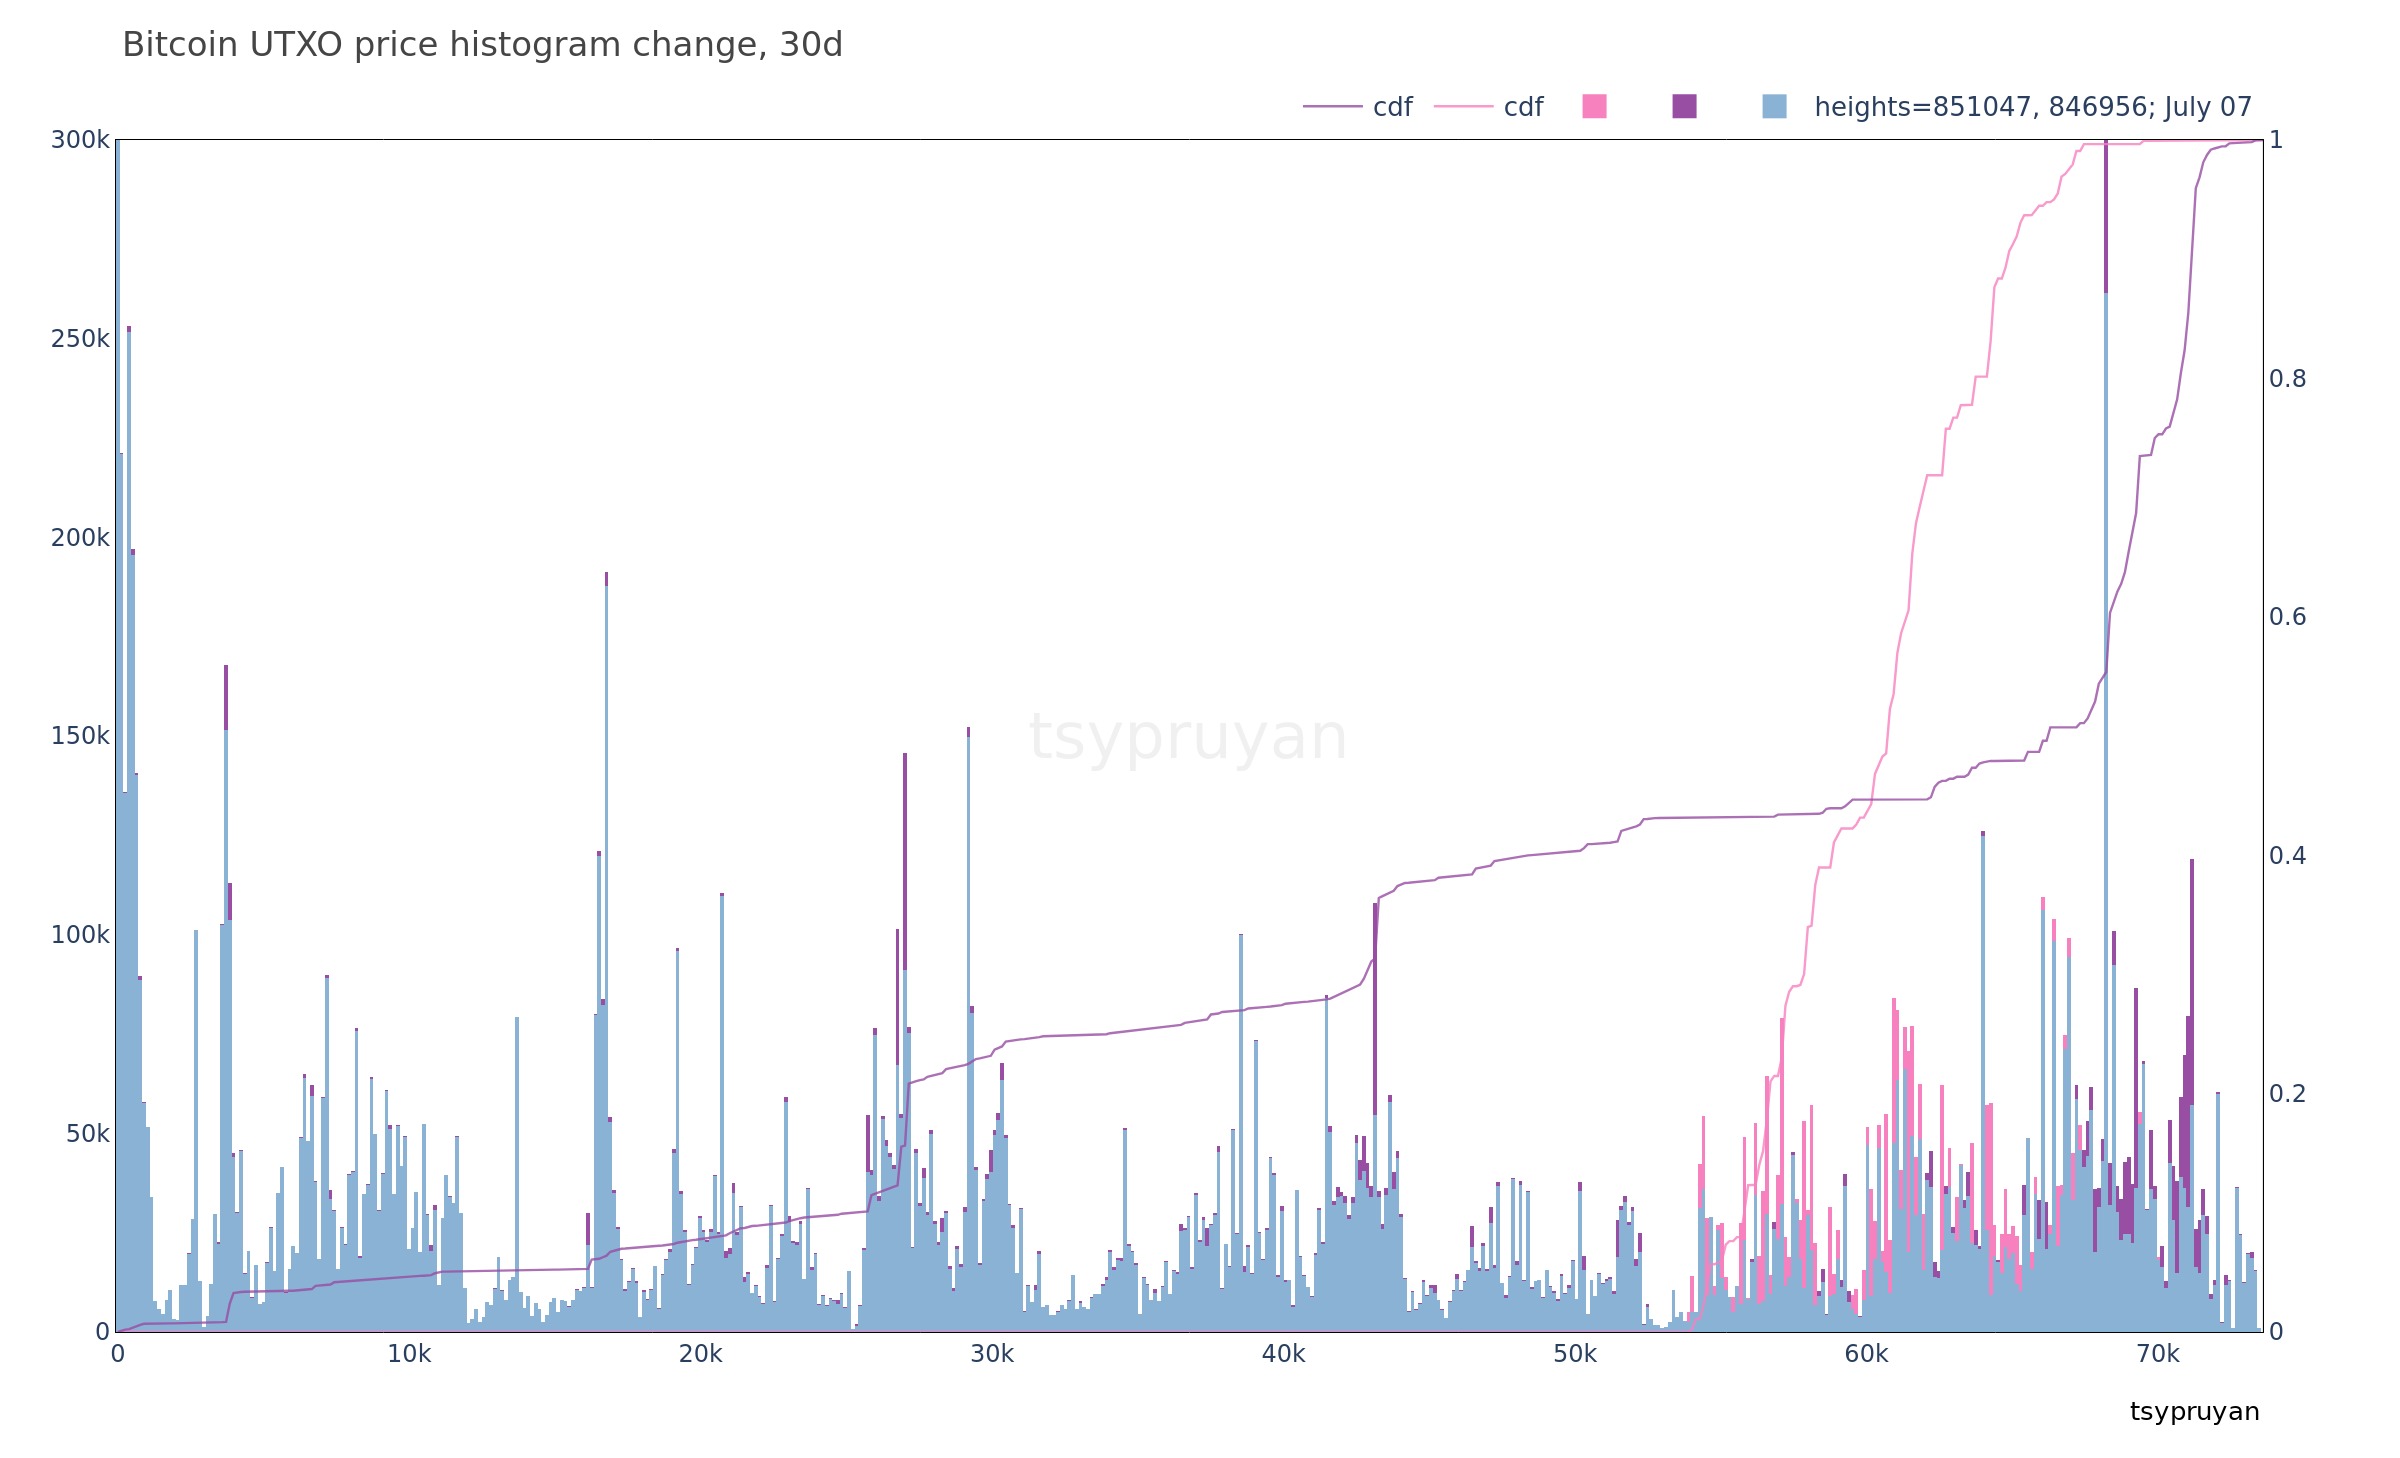 Bitcoin UTXO price histogram change, 30d
cdf cdf heights=851047, 846956; July 07
300k
250k
200k
150k
100k
50k
0
1
0.8
0.6
0.4
0.2
0
tsypruyan
0 10k 20k 30k 40k 50k 60k 70k
tsypruyan